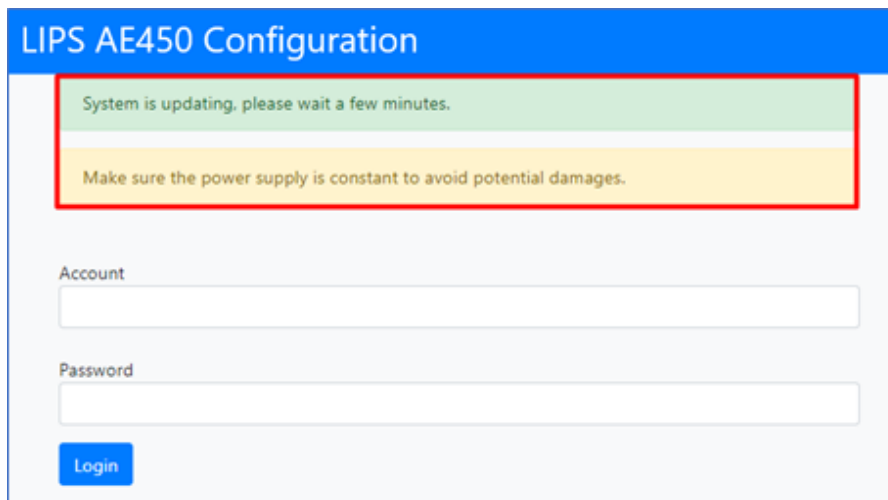 LIPS AE450 Configuration
System is updating, please wait a few minutes.
Make sure the power supply is constant to avoid potential damages.
Account
Password
Login